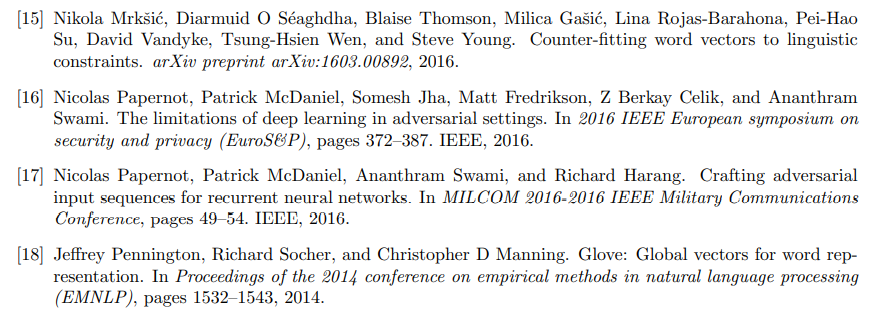 [15] Nikola Mrkšić, Diarmuid O Séaghdha, Blaise Thomson, Milica Gašić, Lina Rojas-Barahona, Pei-Hao
Su, David Vandyke, Tsung-Hsien Wen, and Steve Young. Counter-fitting word vectors to linguistic
constraints. arXiv preprint arXiv:1603.00892, 2016.
[16] Nicolas Papernot, Patrick McDaniel, Somesh Jha, Matt Fredrikson, Z Berkay Celik, and Ananthram
Swami. The limitations of deep learning in adversarial settings. In 2016 IEEE European symposium on
security and privacy (EuroS&P), pages 372–387. IEEE, 2016.
[17] Nicolas Papernot, Patrick McDaniel, Ananthram Swami, and Richard Harang. Crafting adversarial
input sequences for recurrent neural networks. In MILCOM 2016-2016 IEEE Military Communications
Conference, pages 49–54. IEEE, 2016.
[18] Jeffrey Pennington, Richard Socher, and Christopher D Manning. Glove: Global vectors for word rep-
resentation. In Proceedings of the 2014 conference on empirical methods in natural language processing
(EMNLP), pages 1532–1543, 2014.